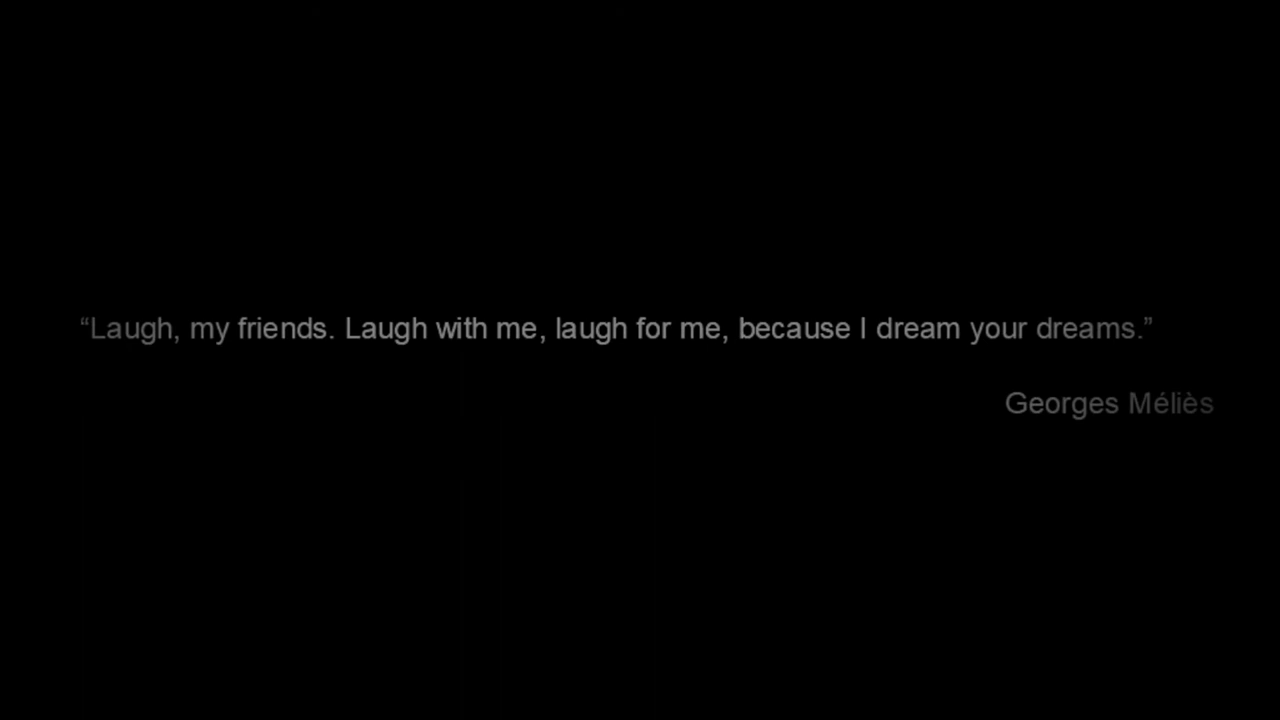 “Laugh, my friends. Laugh with me, laugh for me, because I dream your dreams.”
Georges Méliès